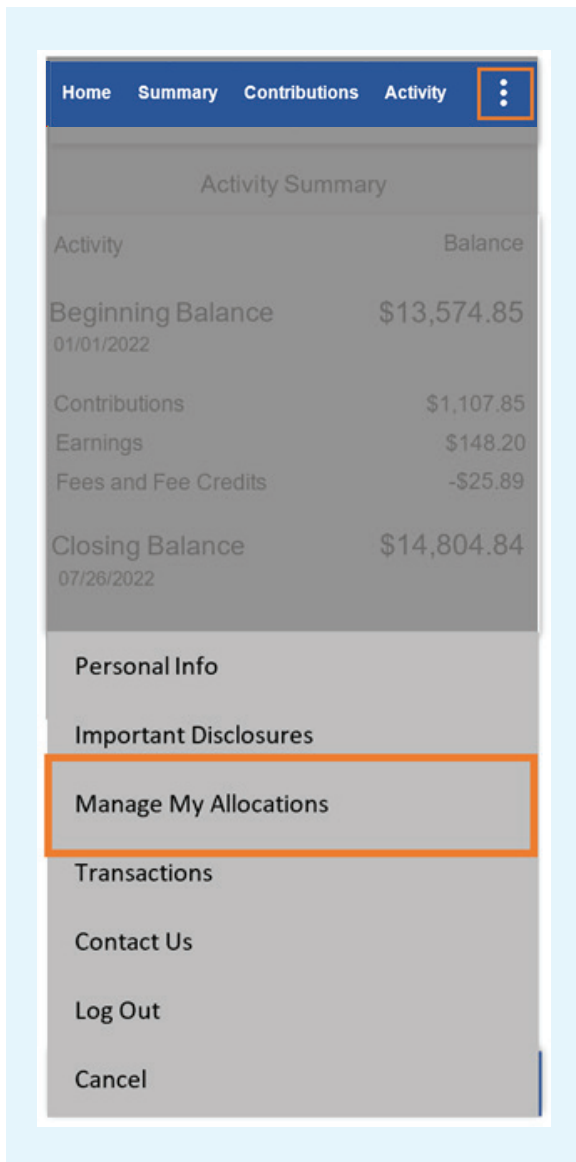 Home Summary Contributions Activity
Activity Summary
Activity Balance
Beginning Balance $13,574.85
01/01/2022
Contributions $1,107.85
Earnings $148.20
Fees and Fee Credits -$25.89
Closing Balance $14,804.84
07/26/2022
Personal Info
Important Disclosures
Manage My Allocations
Transactions
Contact Us
Log Out
Cancel